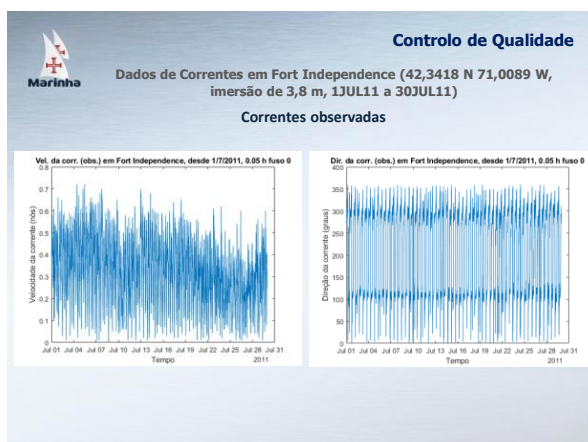 Controlo de Qualidade
Marinha
Dados de Correntes em Fort Independence (42,3418 N 71,0089 W,
imersão de 3,8 m, 1JUL11 a 30JUL11)
Correntes observadas
Vel. da corr. (obs.) em Fort Independence, desde 1/7/2011, 0.05 h fuso 0
0.8
0.7
0.6
0.5
0.4
0.3
0.2
0.1
0
Velocidade da corrente (nós)
Jul 01 Jul 04 Jul 07 Jul 10 Jul 13 Jul 16 Jul 19 Jul 22 Jul 25 Jul 28 Jul 31
Tempo
2011
Dir. da corr. (obs.) em Fort Independence, desde 1/7/2011, 0.05 h fuso 0
400
350
300
250
200
150
100
50
0
Direção da corrente (graus)
Jul 01 Jul 04 Jul 07 Jul 10 Jul 13 Jul 16 Jul 19 Jul 22 Jul 25 Jul 28 Jul 31
Tempo
2011